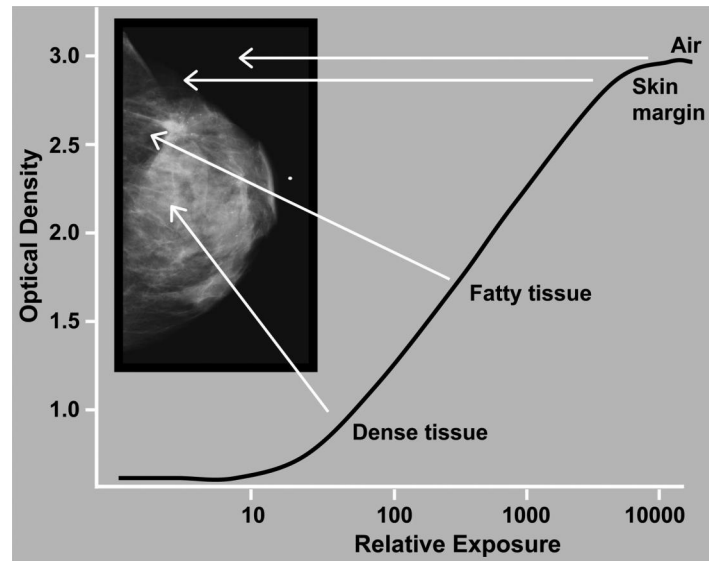 3.0
2.5
2.0
1.5
1.0
Optical Density
Air
Skin
margin
Fatty tissue
Dense tissue
10
100
1000
10000
Relative Exposure